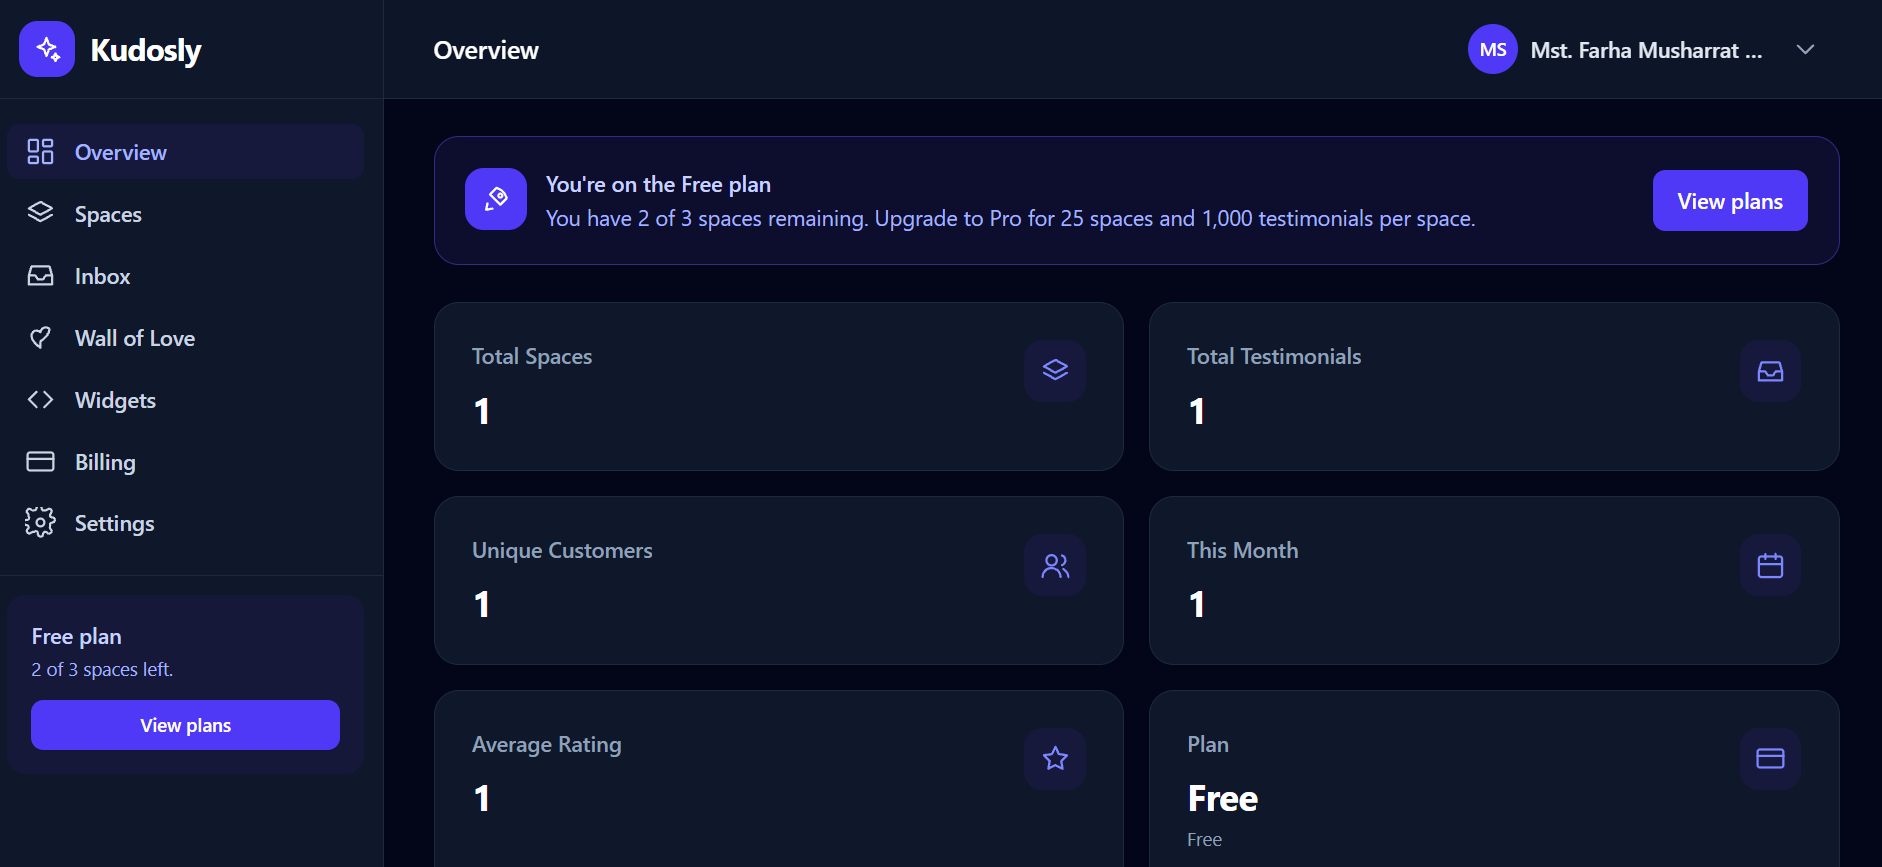 Kudosly
Overview
MS
Mst. Farha Musharrat ...
Overview
Spaces
Inbox
Wall of Love
Widgets
Billing
Settings
Free plan
2 of 3 spaces left.
View plans
You're on the Free plan
You have 2 of 3 spaces remaining. Upgrade to Pro for 25 spaces and 1,000 testimonials per space.
View plans
Total Spaces
1
Total Testimonials
1
Unique Customers
1
This Month
1
Average Rating
1
Plan
Free
Free